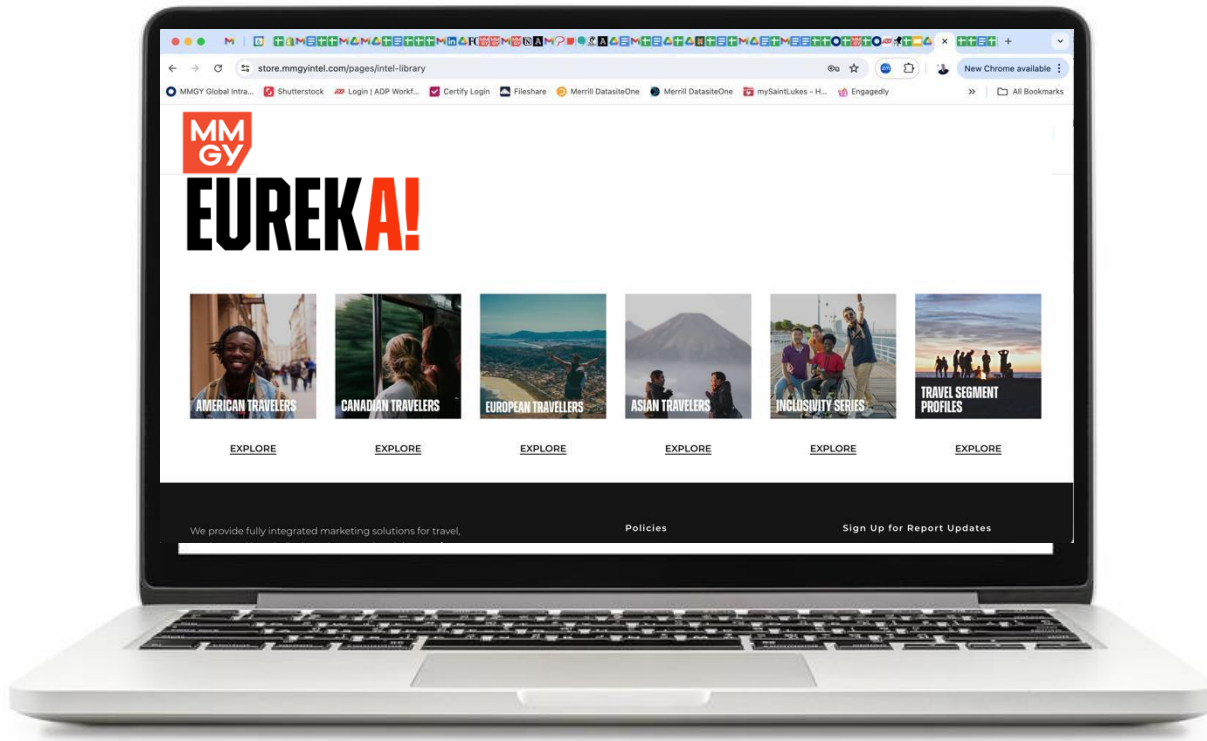 store.mmgyintel.com/pages/intel-library
New Chrome available
MMGY Global Intra... Shutterstock Login | ADP Workf... Certify Login Fileshare Merrill DatasiteOne Merrill DatasiteOne mySaintLukes - H... Engagedly » All Bookmarks
MM
GY
EUREKA!
AMERICAN TRAVELERS CANADIAN TRAVELERS EUROPEAN TRAVELLERS ASIAN TRAVELERS INCLUSIVITY SERIES TRAVEL SEGMENT
PROFILES
EXPLORE EXPLORE EXPLORE EXPLORE EXPLORE EXPLORE
We provide fully integrated marketing solutions for travel, Policies Sign Up for Report Updates